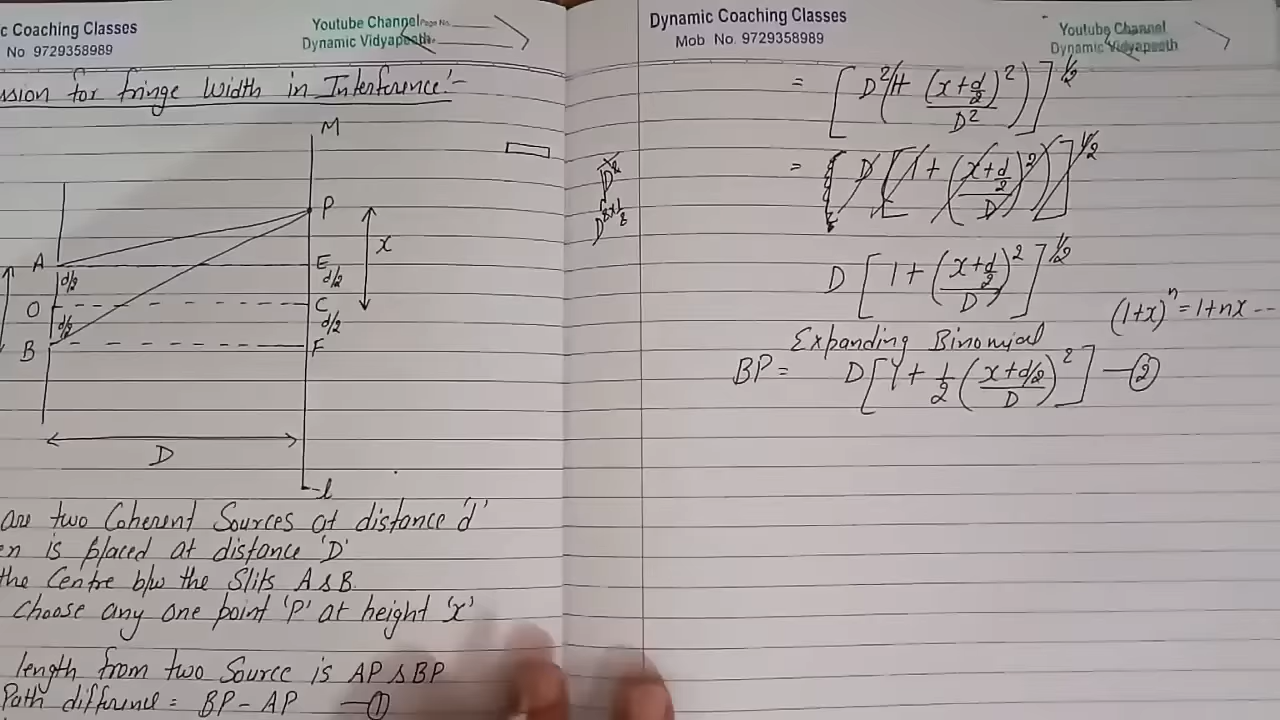 c Coaching Classes
No 9729358989
Youtube Channel Page No.
Dynamic Vidyapeeth
ssion for fringe width in Interference :-
M
P
x
A
E
d/2
d/2
O
C
d/2
d/2
B
F
D
L
are two Coherent Sources at distance 'd'
en is placed at distance 'D'
the Centre b/w the Slits A & B.
Choose any one point 'P' at height 'x'
length from two Source is AP & BP
Path difference = BP - AP —①
Dynamic Coaching Classes
Mob No. 9729358989
Youtube Channel
Dynamic Vidyapeeth
= [D²(1+ (x+d/2)²/D²)]^1/2
= [D[1+ (x+d/2 / D)²]]^1/2
D [1+ (x+d/2 / D)²]^1/2
(1+x)^n = 1+nx --
Expanding Binomial
BP = D[1+ 1/2 (x+d/2 / D)²] —②